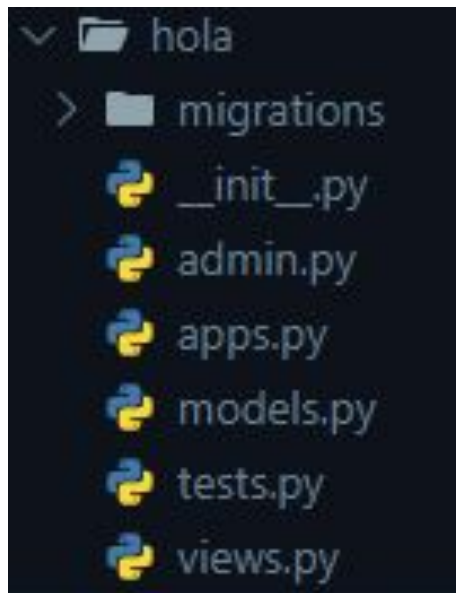 hola
migrations
__init__.py
admin.py
apps.py
models.py
tests.py
views.py